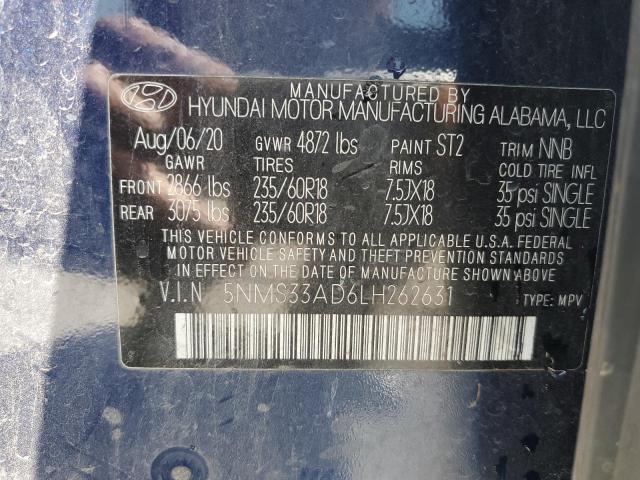 MANUFACTURED BY
HYUNDAI MOTOR MANUFACTURING ALABAMA, LLC
Aug/06/20 GVWR 4872 lbs PAINT ST2 TRIM NNB
GAWR TIRES RIMS COLD TIRE INFL
FRONT 2866 lbs 235/60R18 7.5JX18 35 psi SINGLE
REAR 3075 lbs 235/60R18 7.5JX18 35 psi SINGLE
THIS VEHICLE CONFORMS TO ALL APPLICABLE U.S.A. FEDERAL
MOTOR VEHICLE SAFETY AND THEFT PREVENTION STANDARDS
IN EFFECT ON THE DATE OF MANUFACTURE SHOWN ABOVE.
V.I.N 5NMS33AD6LH262631 TYPE: MPV